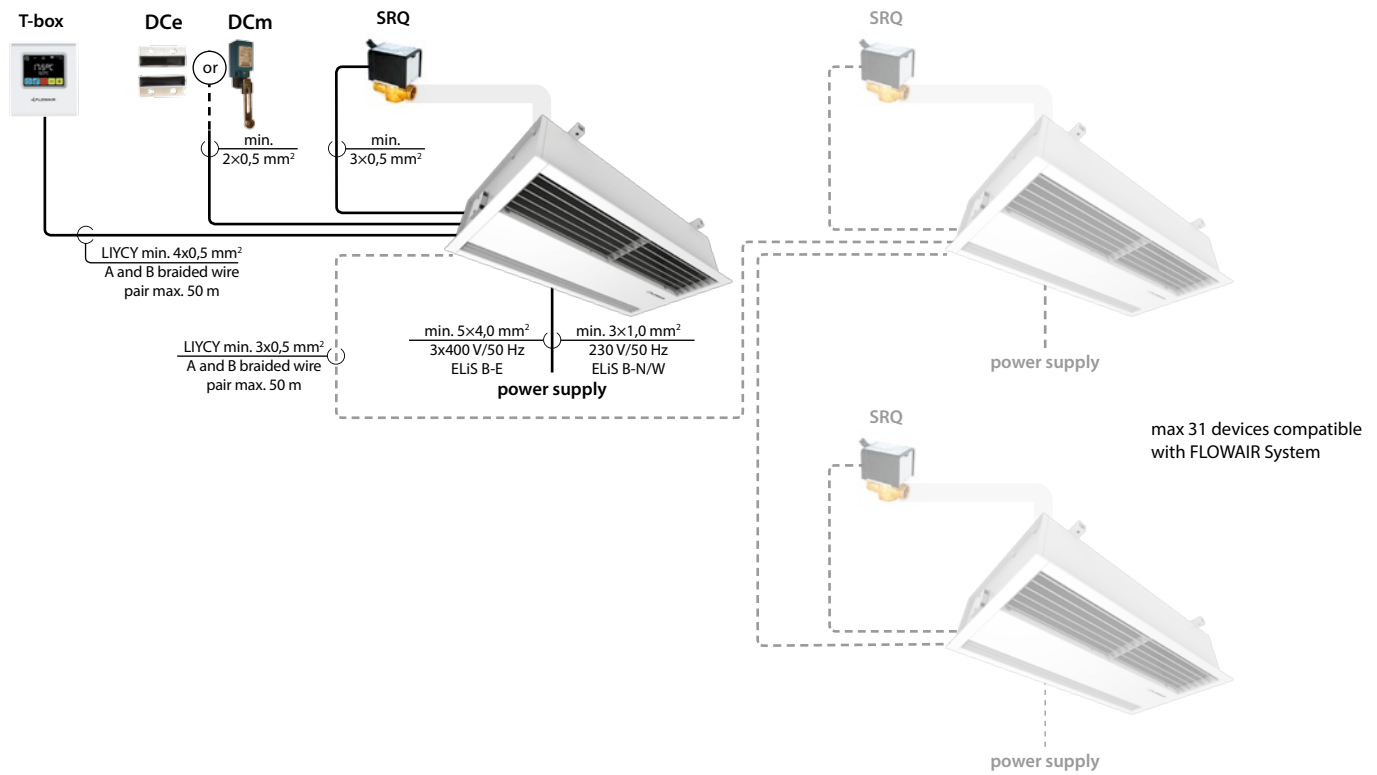 T-box
DCe
DCm
SRQ
SRQ
or
17.5°C
FLOWAIR
min.
2×0,5 mm²
min.
3×0,5 mm²
LIYCY min. 4x0,5 mm²
A and B braided wire
pair max. 50 m
LIYCY min. 3x0,5 mm²
A and B braided wire
pair max. 50 m
min. 5×4,0 mm²
3x400 V/50 Hz
ELiS B-E
min. 3×1,0 mm²
230 V/50 Hz
ELiS B-N/W
power supply
power supply
SRQ
max 31 devices compatible
with FLOWAIR System
power supply